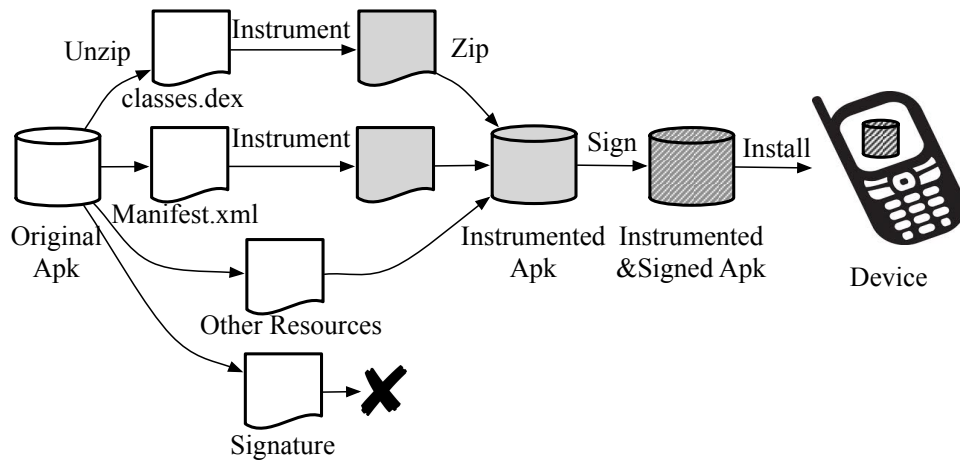 Unzip
Instrument
Zip
classes.dex
Instrument
Sign
Install
Manifest.xml
Original
Apk
Instrumented
Apk
Instrumented
&Signed Apk
Device
Other Resources
Signature